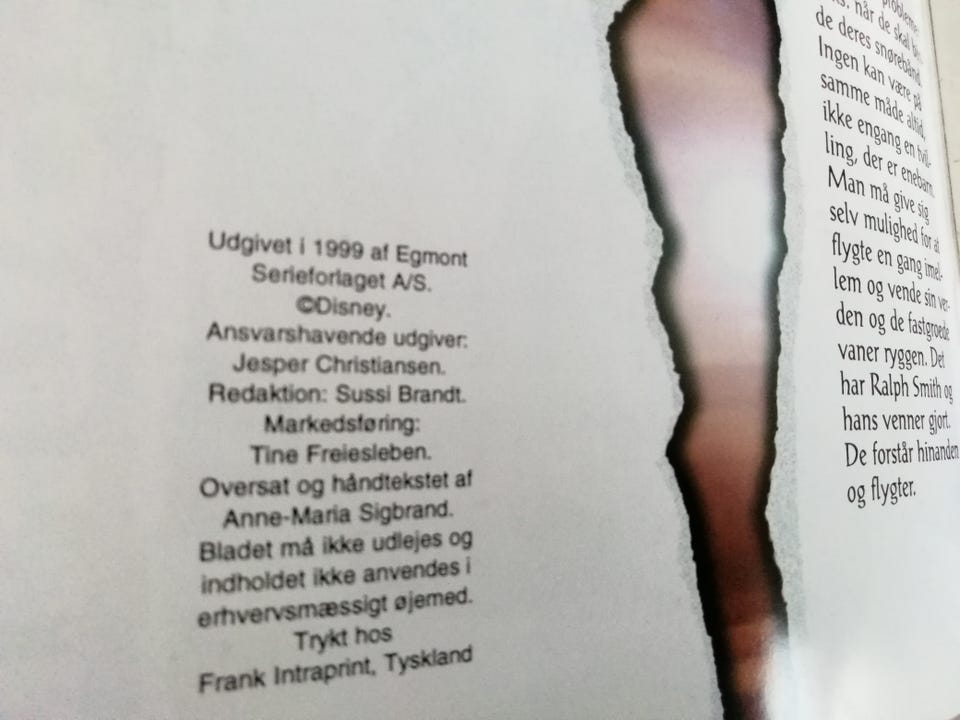 Udgivet i 1999 af Egmont
Serieforlaget A/S.
©Disney.
Ansvarshavende udgiver:
Jesper Christiansen.
Redaktion: Sussi Brandt.
Markedsføring:
Tine Freiesleben.
Oversat og håndtekstet af
Anne-Maria Sigbrand.
Bladet må ikke udlejes og
indholdet ikke anvendes i
erhvervsmæssigt øjemed.
Trykt hos
Frank Intraprint, Tyskland
når de skal
de deres snørebånd.
Ingen kan være på
samme måde altid,
ikke engang en tvil-
ling, der er enebarn.
Man må give sig
selv mulighed for at
flygte en gang imel-
lem og vende sin ver-
den og de fastgroede
vaner ryggen. Det
har Ralph Smith og
hans venner gjort.
De forstår hinanden
og flygter.